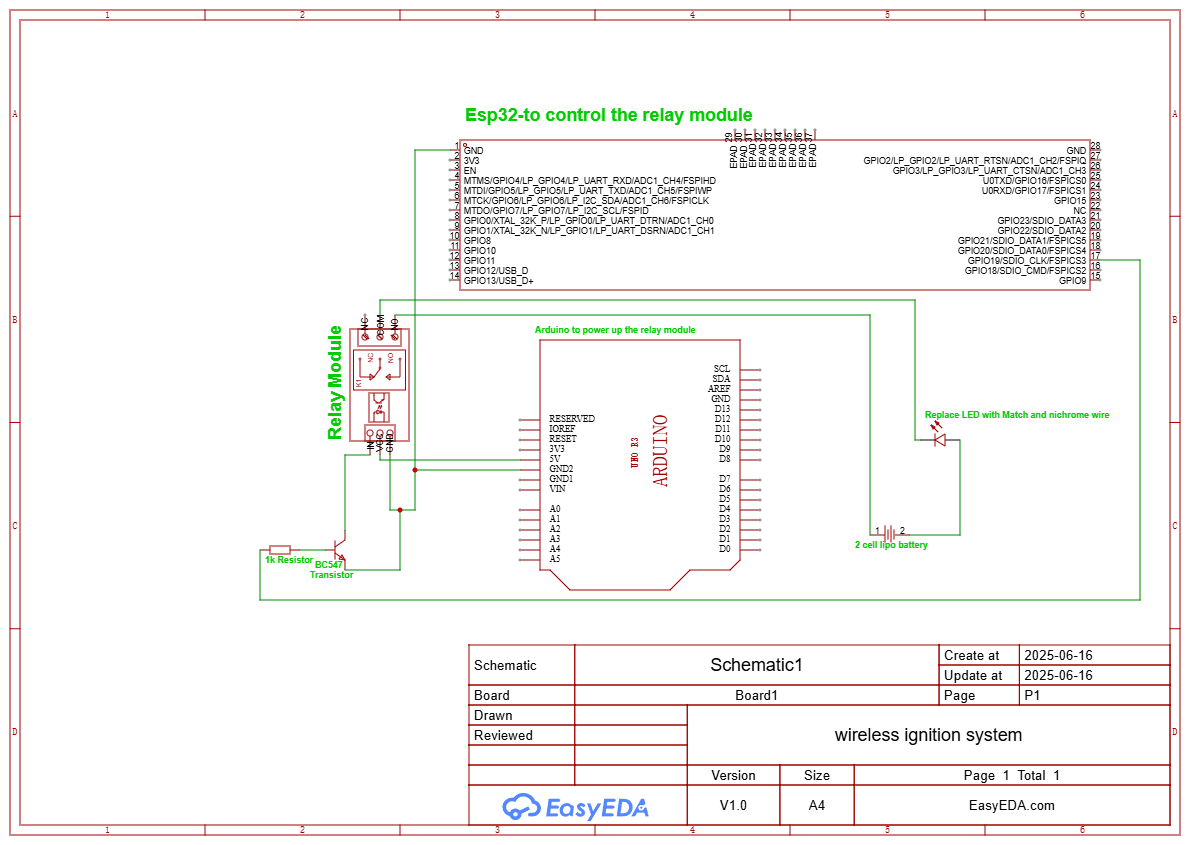 1 2 3 4 5 6
A A
Esp32-to control the relay module
29 30 31 32 33 34 35 36 37
EPAD EPAD EPAD EPAD EPAD EPAD EPAD EPAD EPAD
1 GND
2 3V3
3 EN
4 MTMS/GPIO4/LP_GPIO4/LP_UART_RXD/ADC1_CH4/FSPIHD
5 MTDI/GPIO5/LP_GPIO5/LP_UART_TXD/ADC1_CH5/FSPIWP
6 MTCK/GPIO6/LP_GPIO6/LP_I2C_SDA/ADC1_CH6/FSPICLK
7 MTDO/GPIO7/LP_GPIO7/LP_I2C_SCL/FSPID
8 GPIO0/XTAL_32K_P/LP_GPIO0/LP_UART_DTRN/ADC1_CH0
9 GPIO1/XTAL_32K_N/LP_GPIO1/LP_UART_DSRN/ADC1_CH1
10 GPIO8
11 GPIO10
12 GPIO11
13 GPIO12/USB_D
14 GPIO13/USB_D+
GND 28
GPIO2/LP_GPIO2/LP_UART_RTSN/ADC1_CH2/FSPIQ 27
GPIO3/LP_GPIO3/LP_UART_CTSN/ADC1_CH3 26
U0TXD/GPIO16/FSPICS0 25
U0RXD/GPIO17/FSPICS1 24
GPIO15 23
NC 22
GPIO23/SDIO_DATA3 21
GPIO22/SDIO_DATA2 20
GPIO21/SDIO_DATA1/FSPICS5 19
GPIO20/SDIO_DATA0/FSPICS4 18
GPIO19/SDIO_CLK/FSPICS3 17
GPIO18/SDIO_CMD/FSPICS2 16
GPIO9 15
B B
Relay Module
NC COM NO
NC NO
K1
IN VCC GND
Arduino to power up the relay module
RESERVED
IOREF
RESET
3V3
5V
GND2
GND1
VIN
A0
A1
A2
A3
A4
A5
UNO R3
ARDUINO
SCL
SDA
AREF
GND
D13
D12
D11
D10
D9
D8
D7
D6
D5
D4
D3
D2
D1
D0
Replace LED with Match and nichrome wire
1 2
2 cell lipo battery
C C
1k Resistor
BC547
Transistor
Schematic Schematic1
Create at 2025-06-16
Update at 2025-06-16
Board Board1 Page P1
Drawn
Reviewed
wireless ignition system
D D
Version Size Page 1 Total 1
EasyEDA V1.0 A4 EasyEDA.com
1 2 3 4 5 6